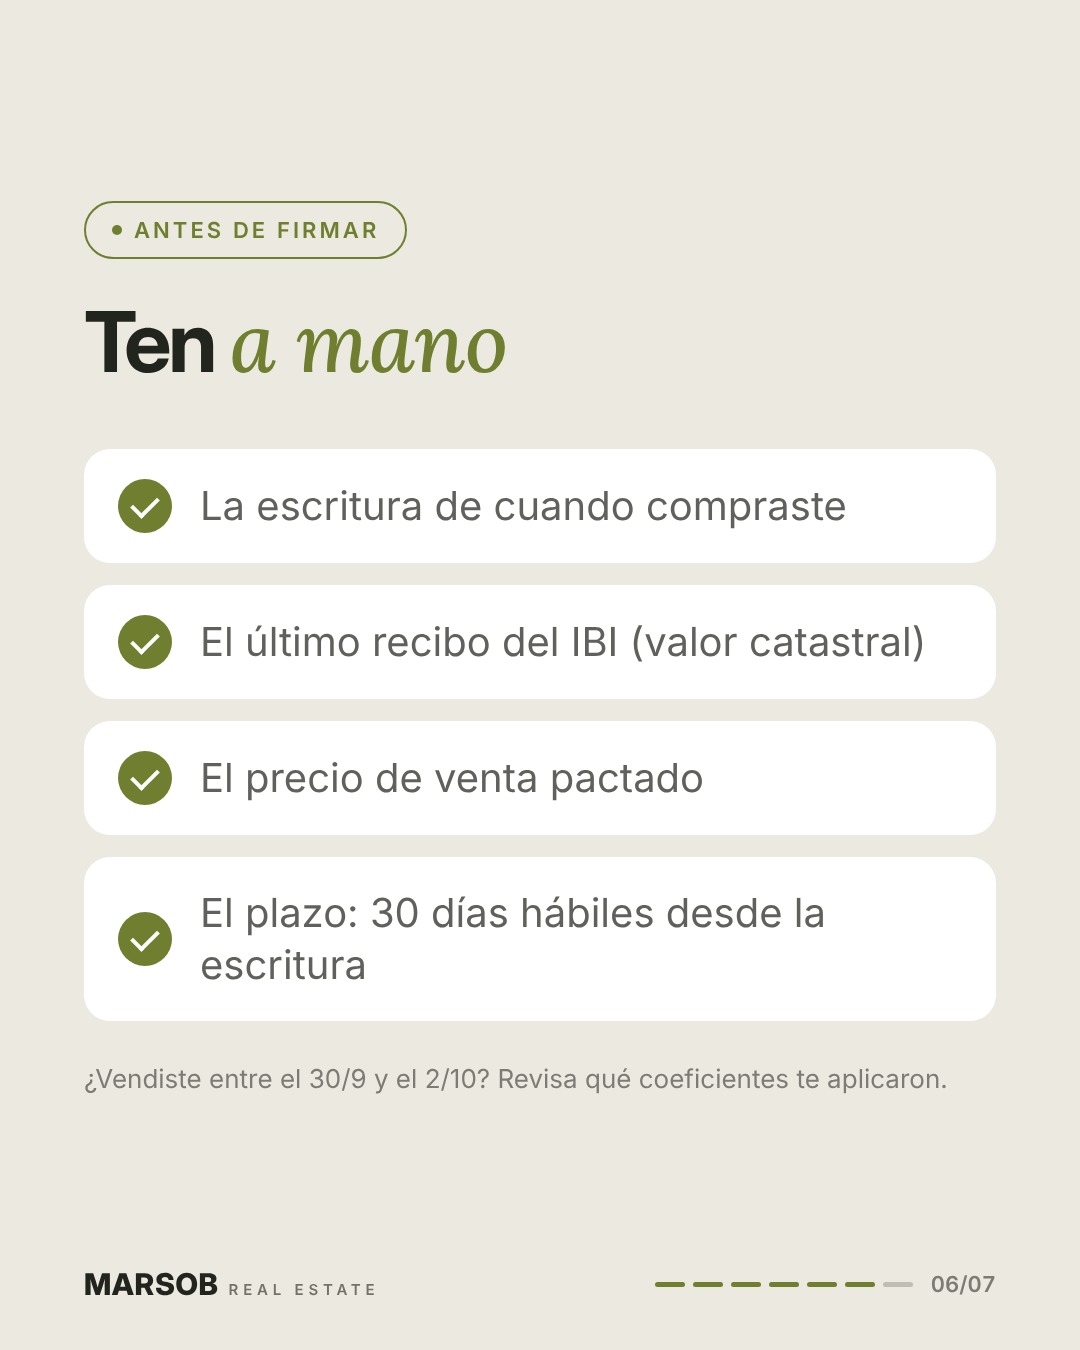 • ANTES DE FIRMAR
Ten a mano
La escritura de cuando compraste
El último recibo del IBI (valor catastral)
El precio de venta pactado
El plazo: 30 días hábiles desde la
escritura
¿Vendiste entre el 30/9 y el 2/10? Revisa qué coeficientes te aplicaron.
MARSOB REAL ESTATE
06/07